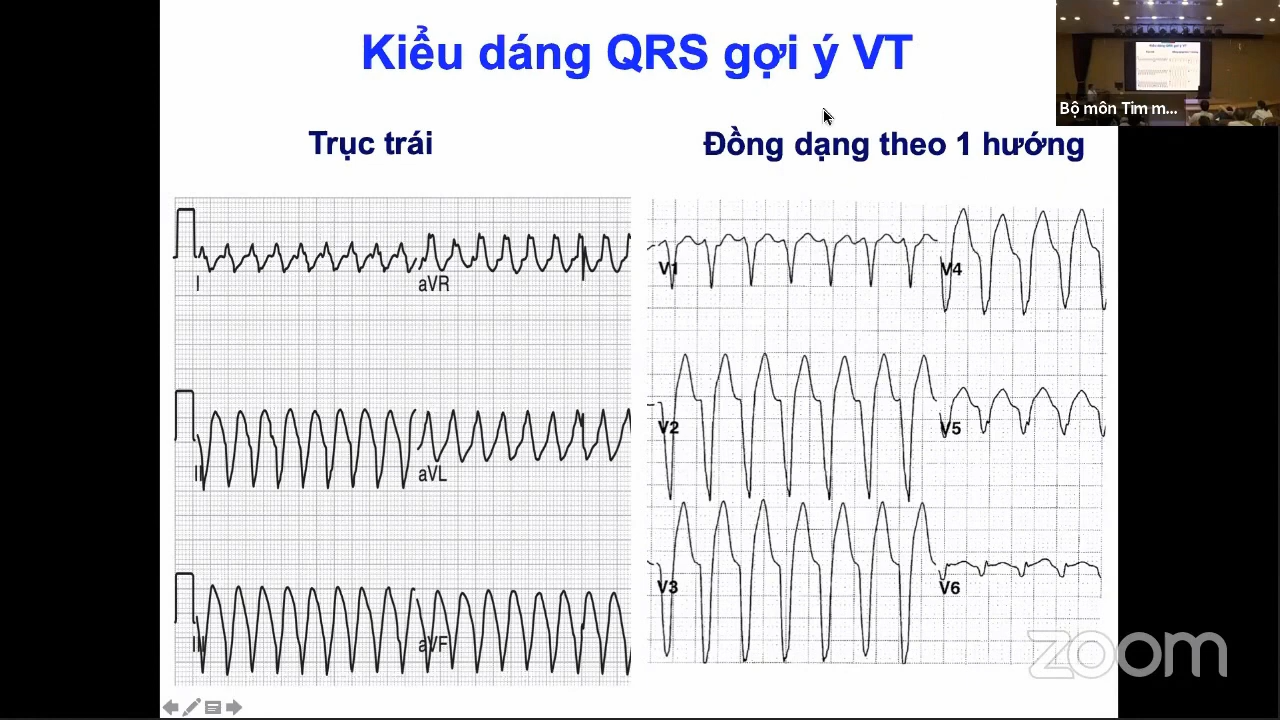 Kiểu dáng QRS gợi ý VT
Bộ môn Tim m...
Trục trái
Đồng dạng theo 1 hướng
I
aVR
II
aVL
III
aVF
V1
V4
V2
V5
V3
V6
zoom